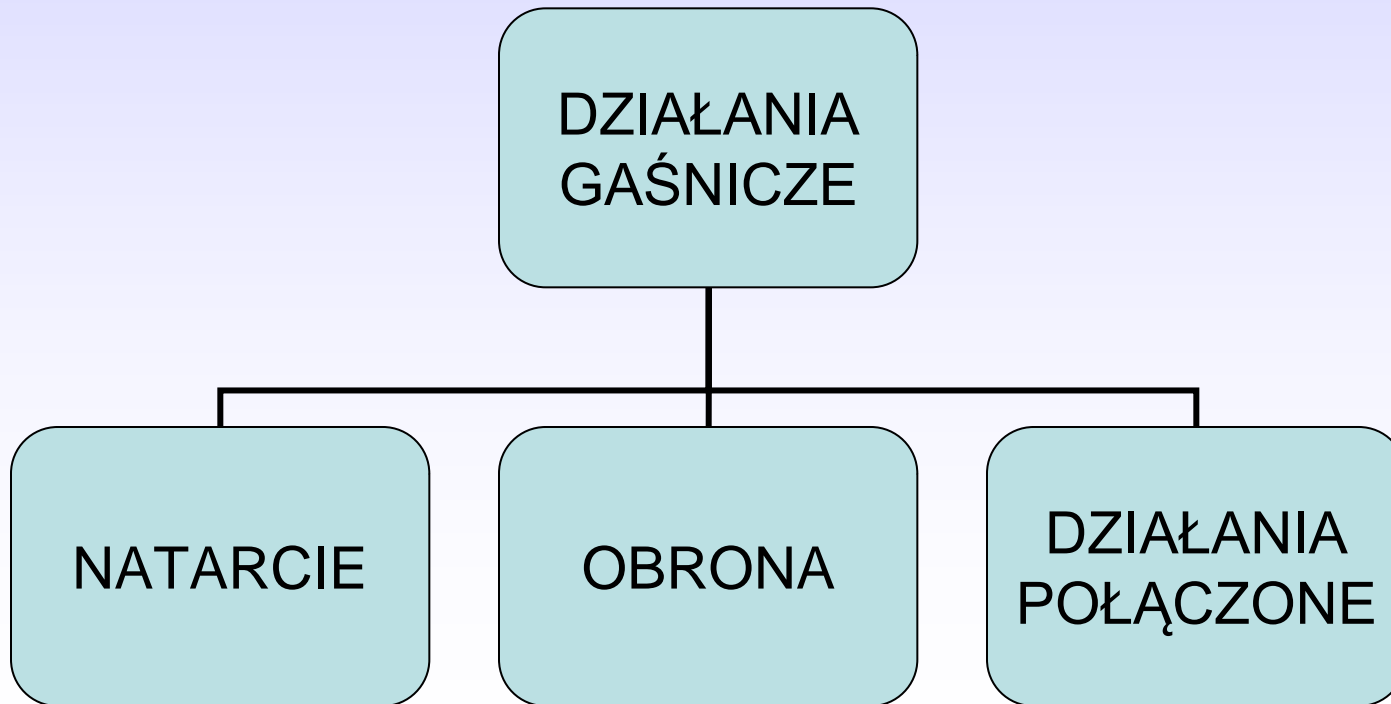 DZIAŁANIA
GAŚNICZE
NATARCIE
OBRONA
DZIAŁANIA
POŁĄCZONE